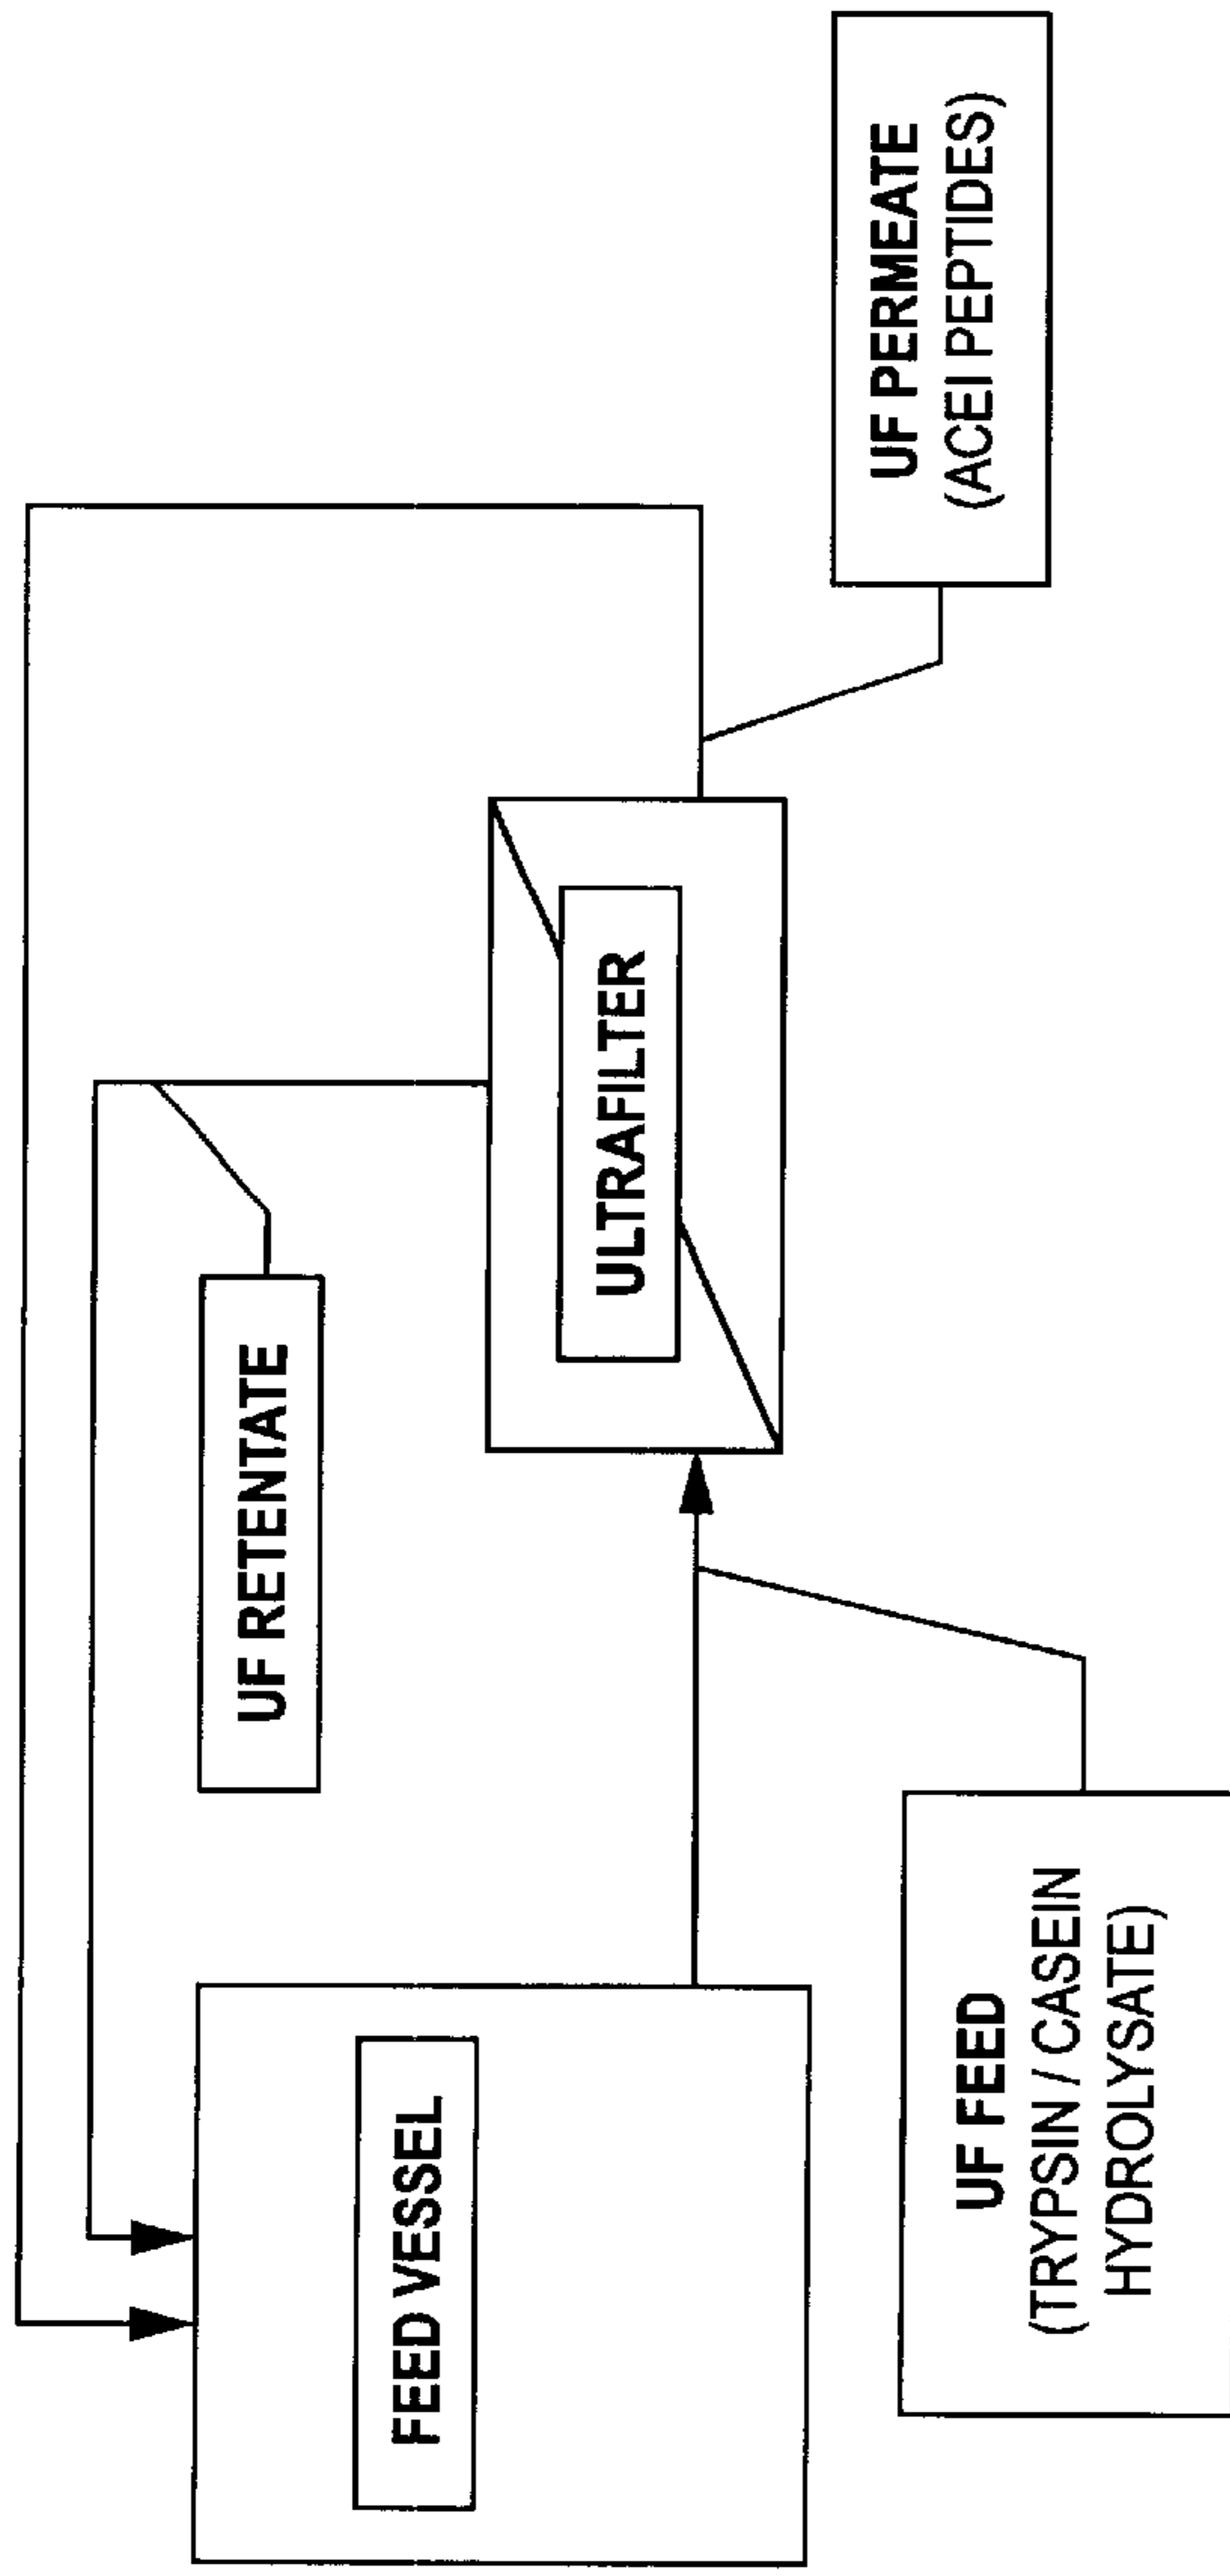 FEED VESSEL
UF RETENTATE
ULTRAFILTER
UF FEED
(TRYPSIN / CASEIN
HYDROLYSATE)
UF PERMEATE
(ACEI PEPTIDES)